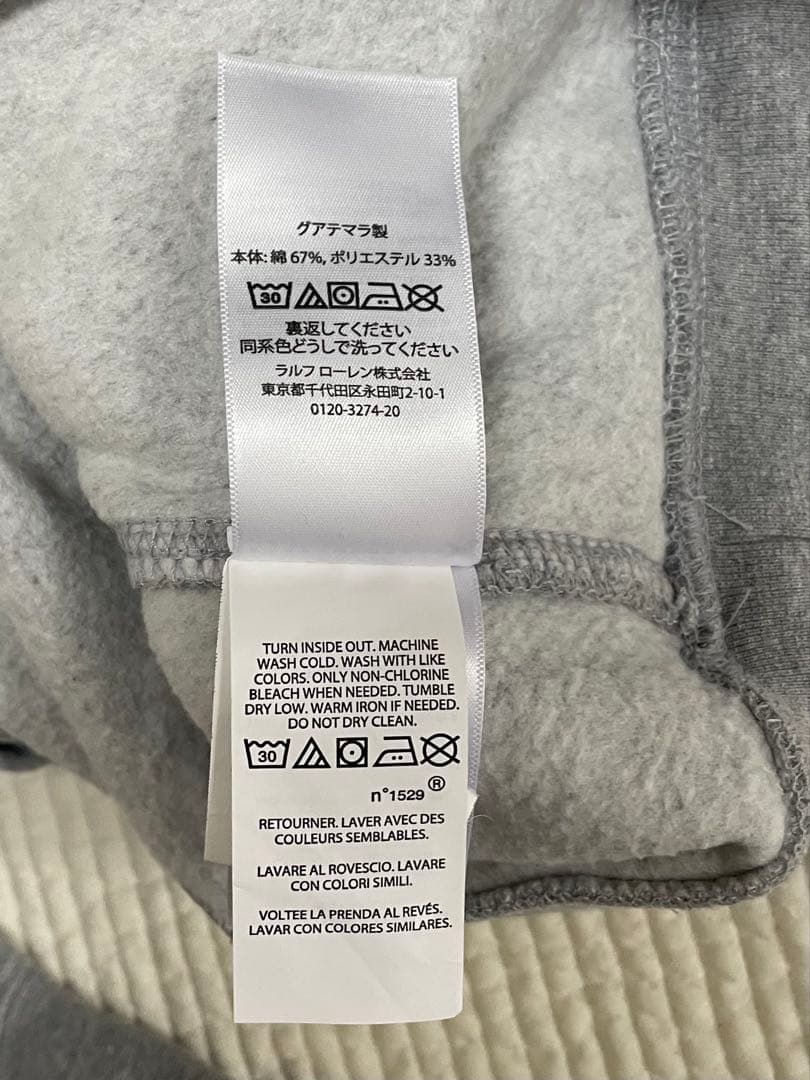 グアテマラ製
本体: 綿 67%, ポリエステル 33%
30
裏返してください
同系色どうしで洗ってください
ラルフ ローレン株式会社
東京都千代田区永田町2-10-1
0120-3274-20
TURN INSIDE OUT. MACHINE
WASH COLD. WASH WITH LIKE
COLORS. ONLY NON-CHLORINE
BLEACH WHEN NEEDED. TUMBLE
DRY LOW. WARM IRON IF NEEDED.
DO NOT DRY CLEAN.
30
n°1529 ®
RETOURNER. LAVER AVEC DES
COULEURS SEMBLABLES.
LAVARE AL ROVESCIO. LAVARE
CON COLORI SIMILI.
VOLTEE LA PRENDA AL REVÉS.
LAVAR CON COLORES SIMILARES.